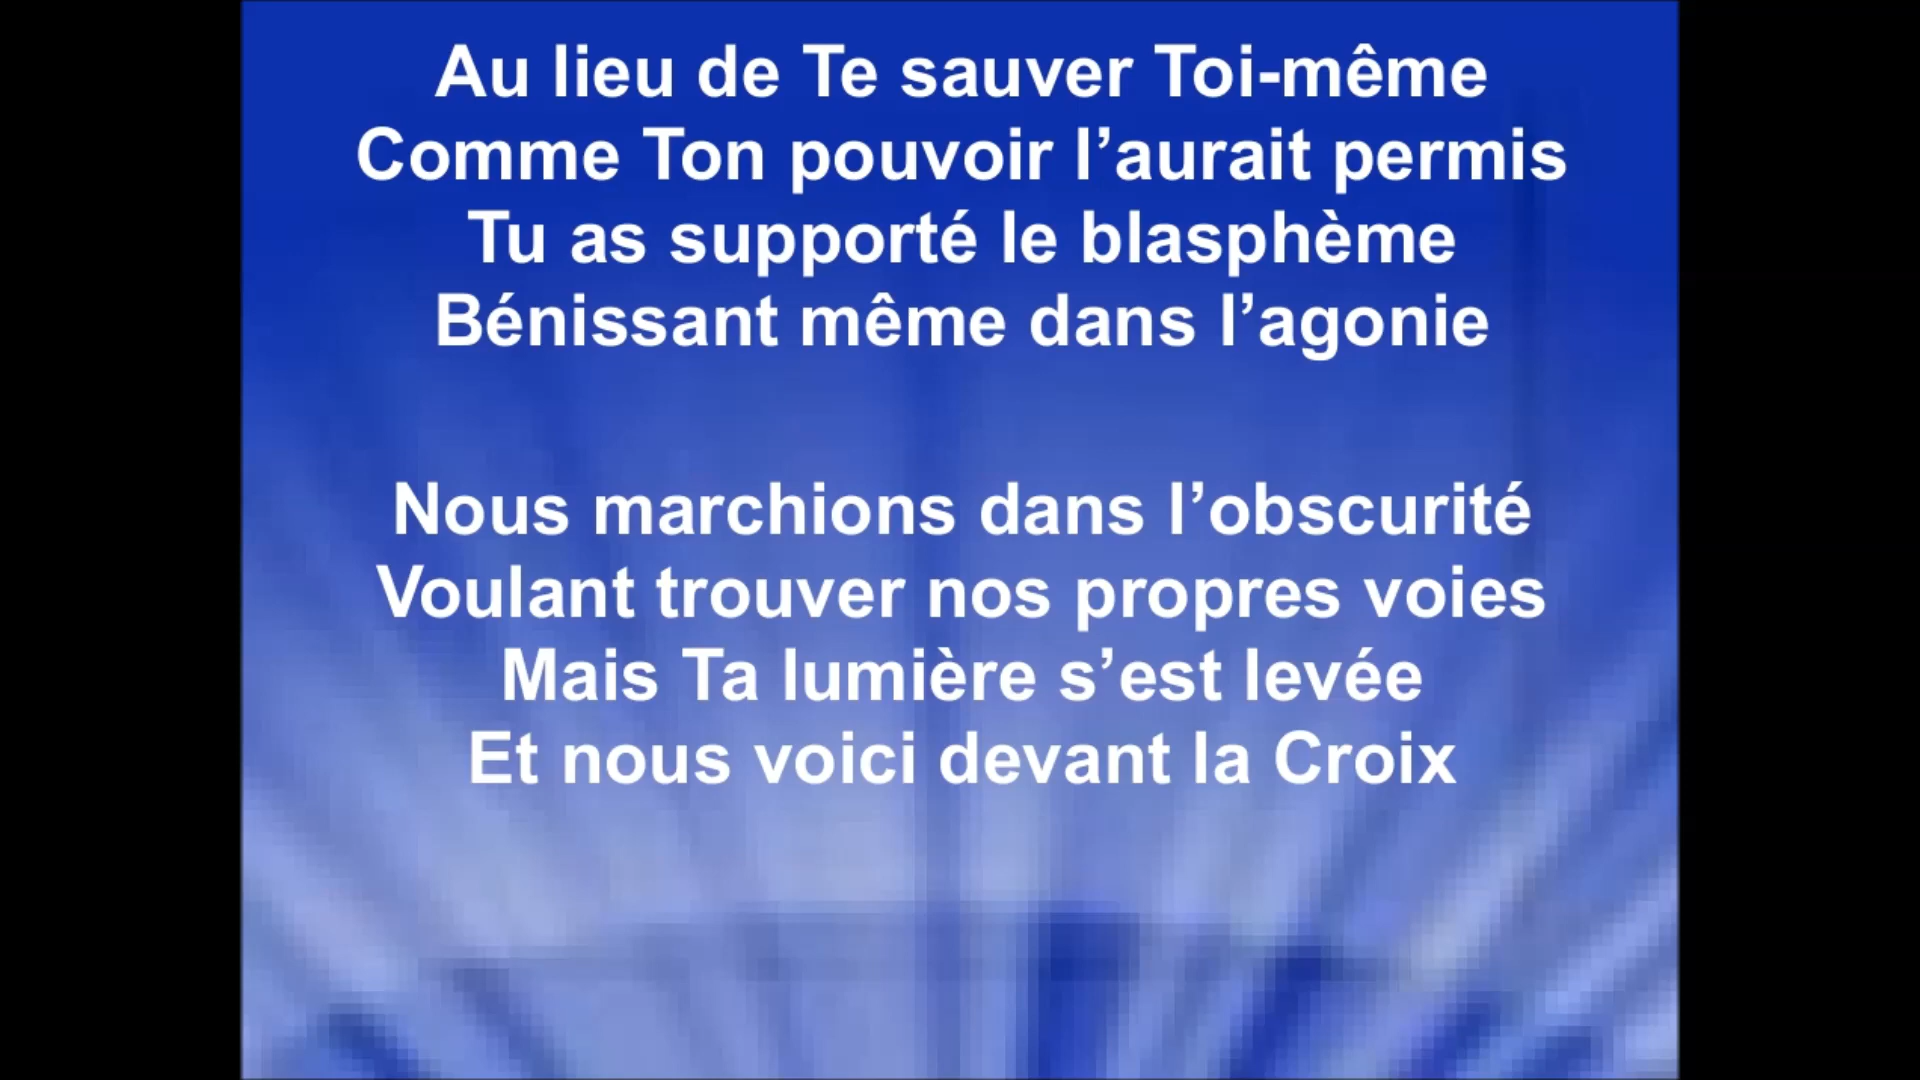 Au lieu de Te sauver Toi-même
Comme Ton pouvoir l’aurait permis
Tu as supporté le blasphème
Bénissant même dans l’agonie
Nous marchions dans l’obscurité
Voulant trouver nos propres voies
Mais Ta lumière s’est levée
Et nous voici devant la Croix